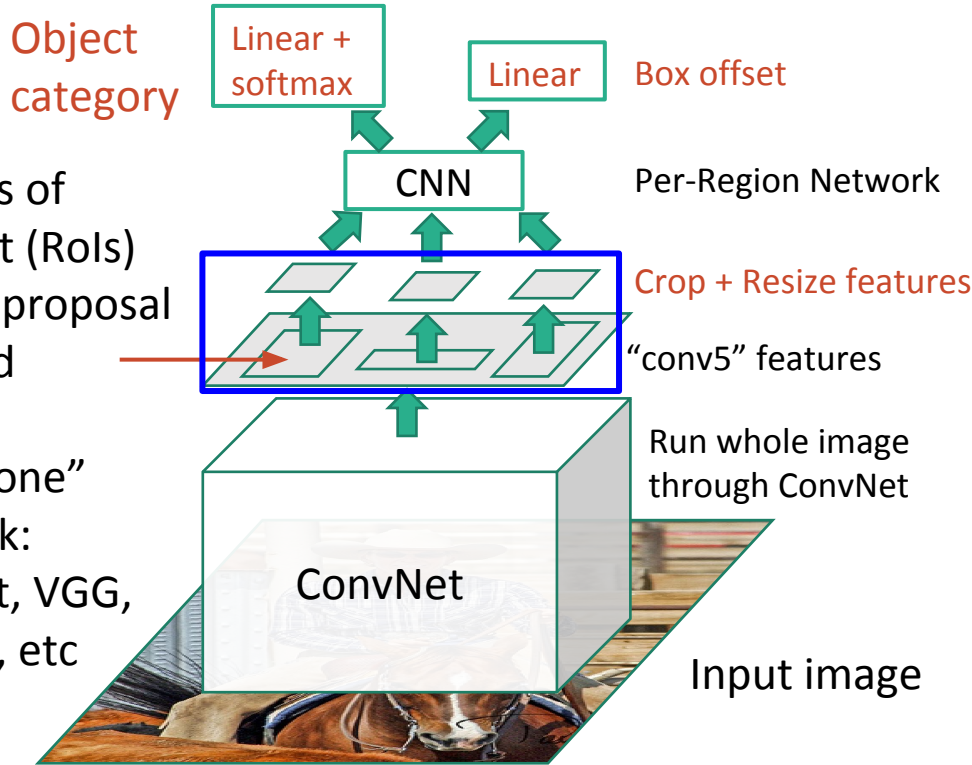 Object
category
Linear +
softmax
Linear
Box offset
CNN
Per-Region Network
s of
t (RoIs)
proposal
d
Crop + Resize features
“conv5” features
one”
k:
t, VGG,
, etc
Run whole image
through ConvNet
ConvNet
Input image